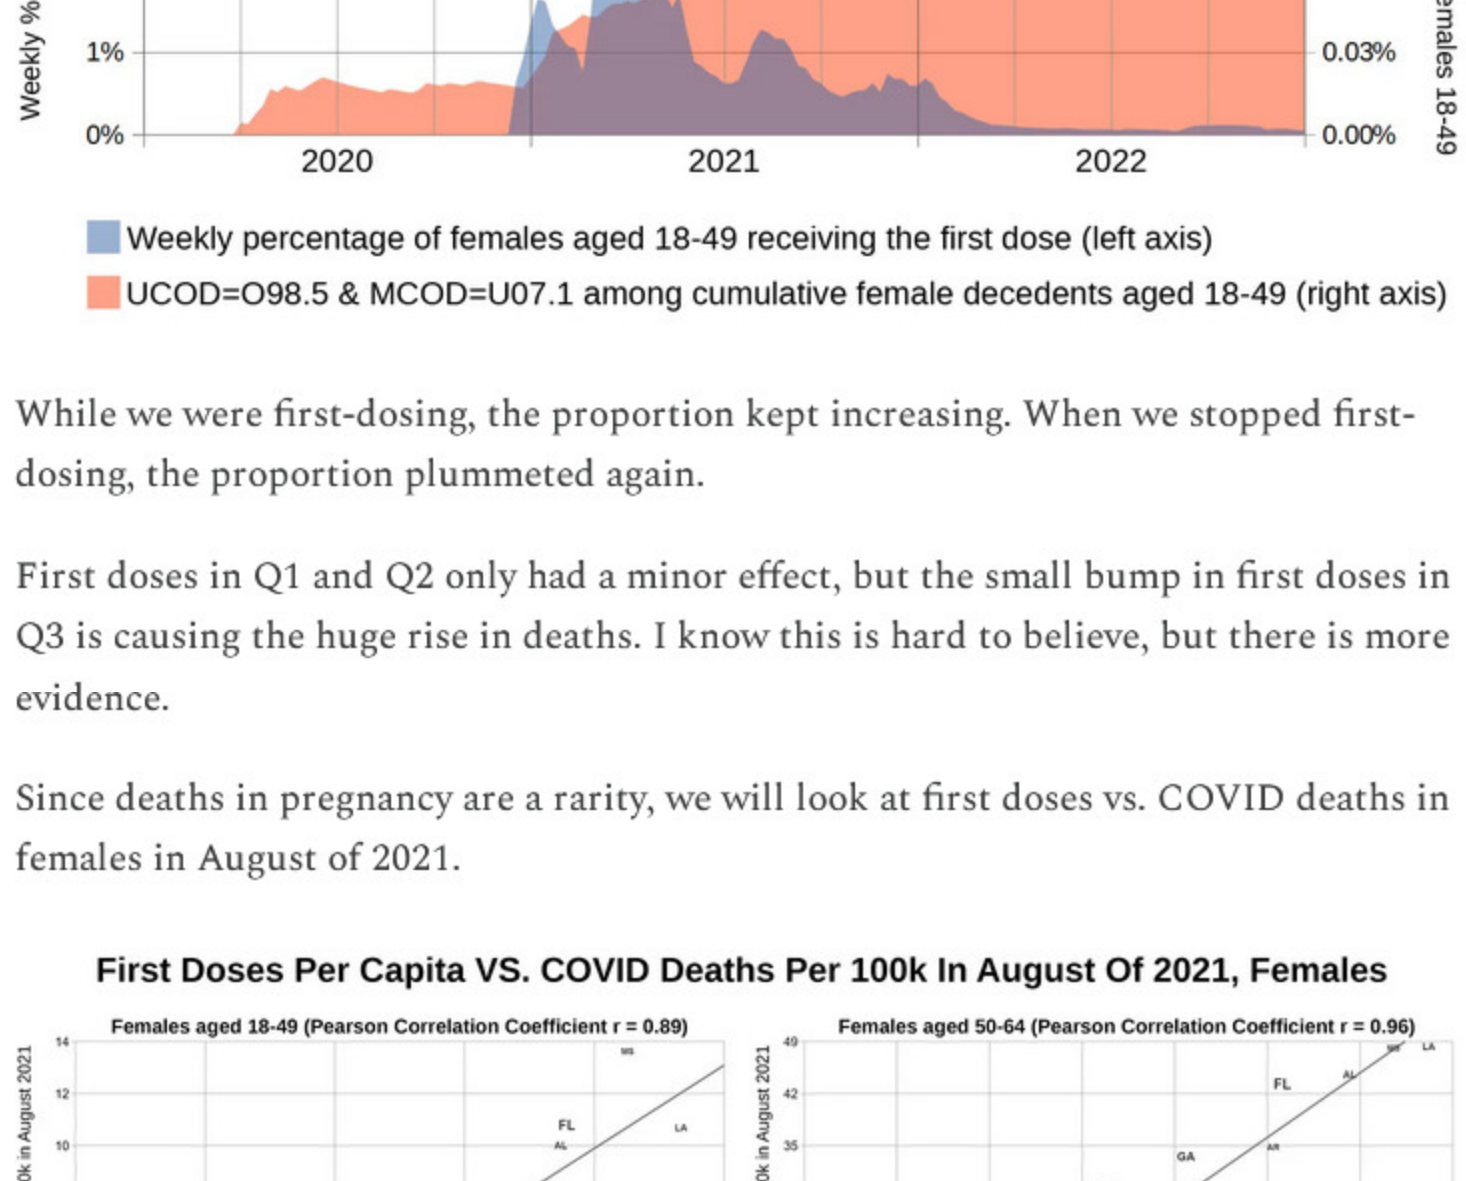 Weekly %
1%
0%
0.03%
0.00%
emales 18-49
2020 2021 2022
Weekly percentage of females aged 18-49 receiving the first dose (left axis)
UCOD=O98.5 & MCOD=U07.1 among cumulative female decedents aged 18-49 (right axis)
While we were first-dosing, the proportion kept increasing. When we stopped first-
dosing, the proportion plummeted again.
First doses in Q1 and Q2 only had a minor effect, but the small bump in first doses in
Q3 is causing the huge rise in deaths. I know this is hard to believe, but there is more
evidence.
Since deaths in pregnancy are a rarity, we will look at first doses vs. COVID deaths in
females in August of 2021.
First Doses Per Capita VS. COVID Deaths Per 100k In August Of 2021, Females
Females aged 18-49 (Pearson Correlation Coefficient r = 0.89)
0k in August 2021
14
12
10
MS
FL
AL
LA
Females aged 50-64 (Pearson Correlation Coefficient r = 0.96)
0k in August 2021
49
42
35
MS
LA
AL
FL
AR
GA